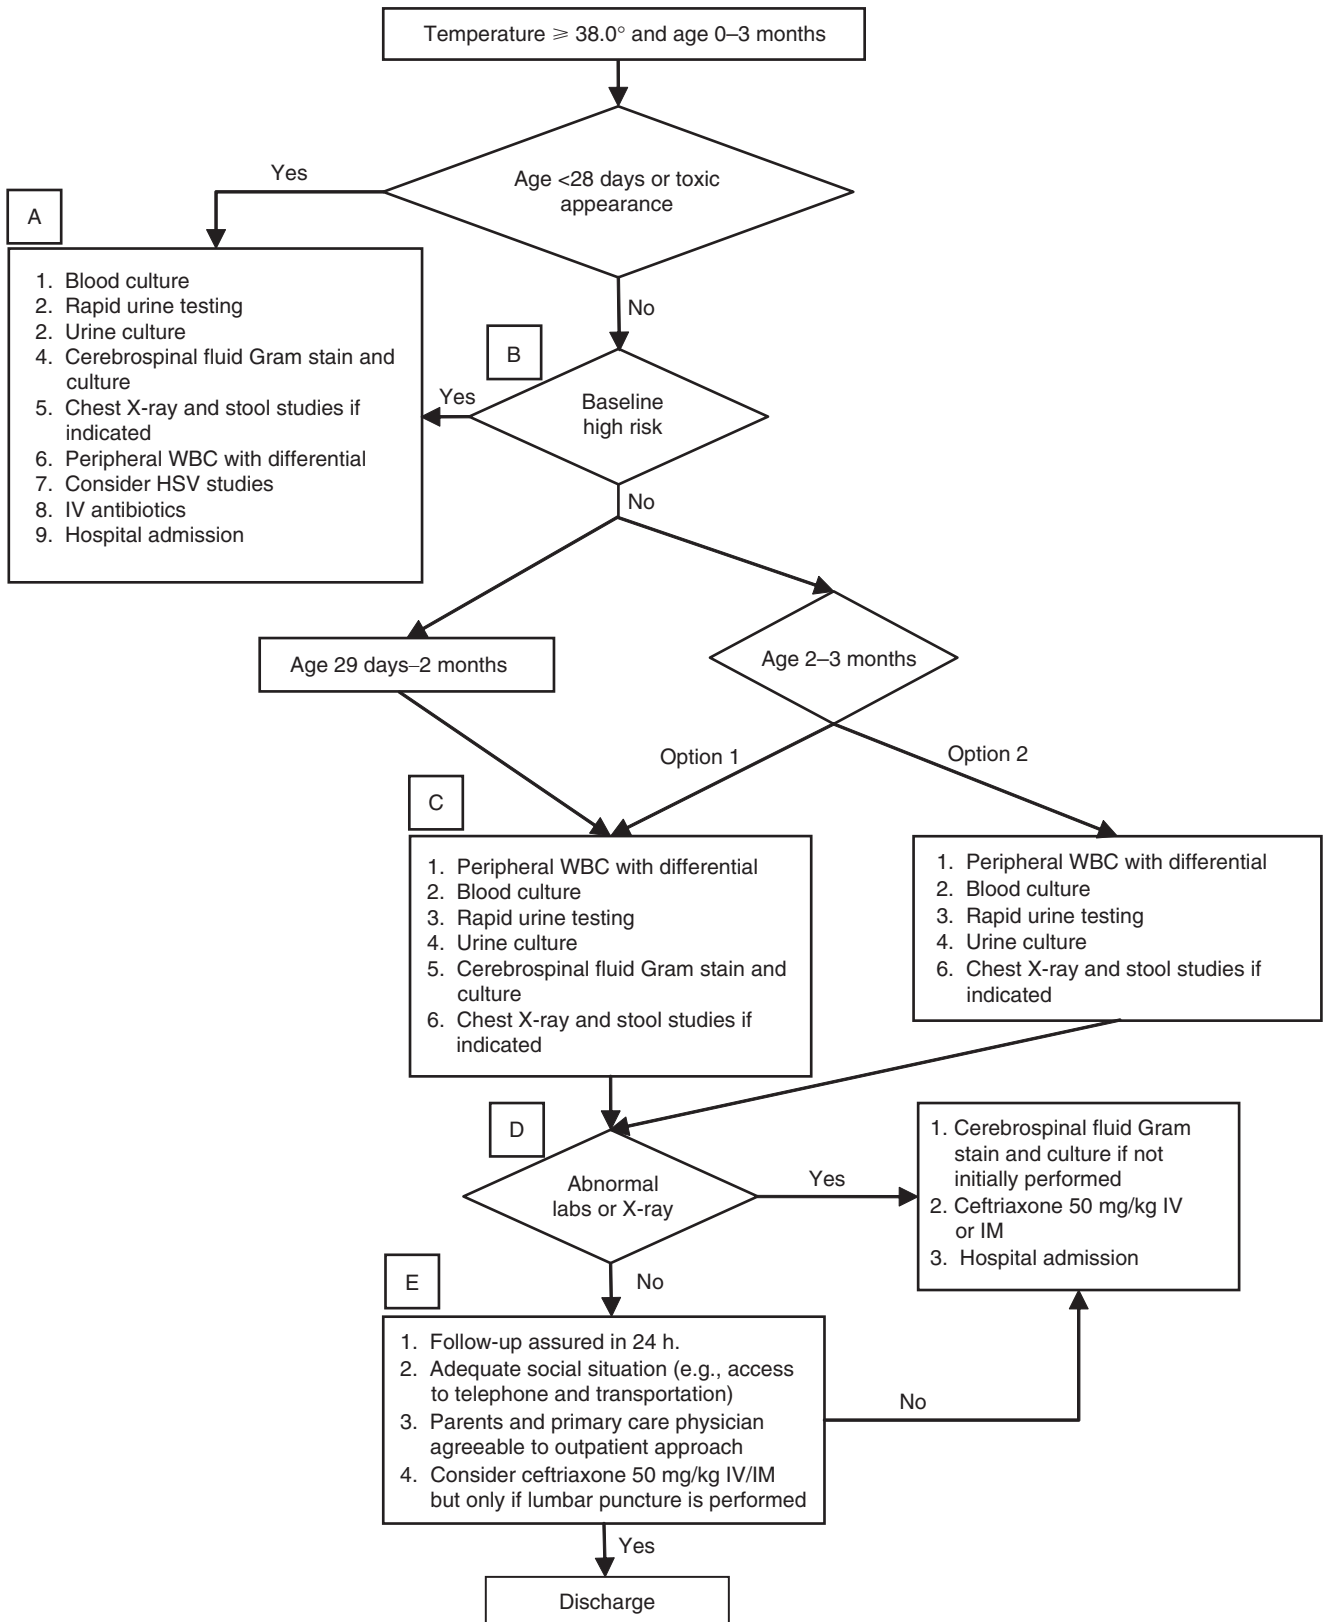 Temperature ⩾ 38.0° and age 0–3 months
Age <28 days or toxic
appearance
Yes
A
1. Blood culture
2. Rapid urine testing
2. Urine culture
4. Cerebrospinal fluid Gram stain and
culture
5. Chest X-ray and stool studies if
indicated
6. Peripheral WBC with differential
7. Consider HSV studies
8. IV antibiotics
9. Hospital admission
No
B
Yes
Baseline
high risk
No
Age 29 days–2 months
Age 2–3 months
Option 1
Option 2
C
1. Peripheral WBC with differential
2. Blood culture
3. Rapid urine testing
4. Urine culture
5. Cerebrospinal fluid Gram stain and
culture
6. Chest X-ray and stool studies if
indicated
1. Peripheral WBC with differential
2. Blood culture
3. Rapid urine testing
4. Urine culture
6. Chest X-ray and stool studies if
indicated
D
Abnormal
labs or X-ray
Yes
1. Cerebrospinal fluid Gram
stain and culture if not
initially performed
2. Ceftriaxone 50 mg/kg IV
or IM
3. Hospital admission
No
E
1. Follow-up assured in 24 h.
2. Adequate social situation (e.g., access
to telephone and transportation)
3. Parents and primary care physician
agreeable to outpatient approach
4. Consider ceftriaxone 50 mg/kg IV/IM
but only if lumbar puncture is performed
No
Yes
Discharge